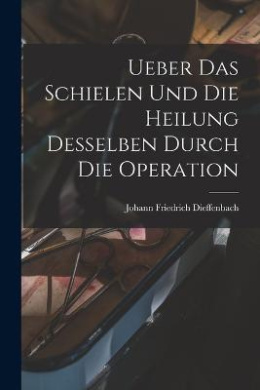 Ueber Das
Schielen Und Die
Heilung
Desselben Durch
Die Operation
Johann Friedrich Dieffenbach